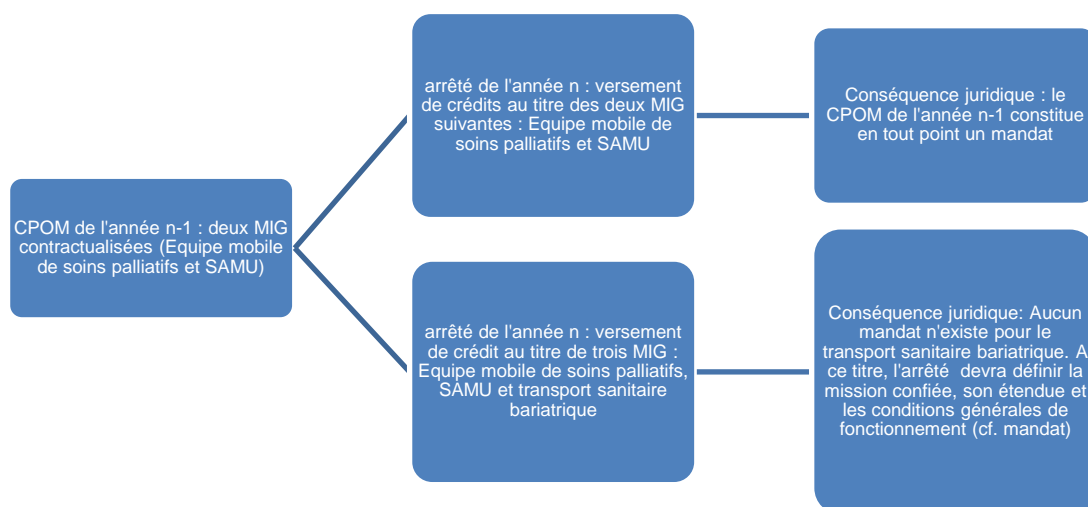 CPOM de l'année n-1 : deux MIG
contractualisées (Equipe mobile
de soins palliatifs et SAMU)
arrêté de l'année n : versement
de crédits au titre des deux MIG
suivantes : Equipe mobile de
soins palliatifs et SAMU
Conséquence juridique : le
CPOM de l'année n-1 constitue
en tout point un mandat
arrêté de l'année n : versement
de crédit au titre de trois MIG :
Equipe mobile de soins palliatifs,
SAMU et transport sanitaire
bariatrique
Conséquence juridique: Aucun
mandat n'existe pour le
transport sanitaire bariatrique. A
ce titre, l'arrêté devra définir la
mission confiée, son étendue et
les conditions générales de
fonctionnement (cf. mandat)